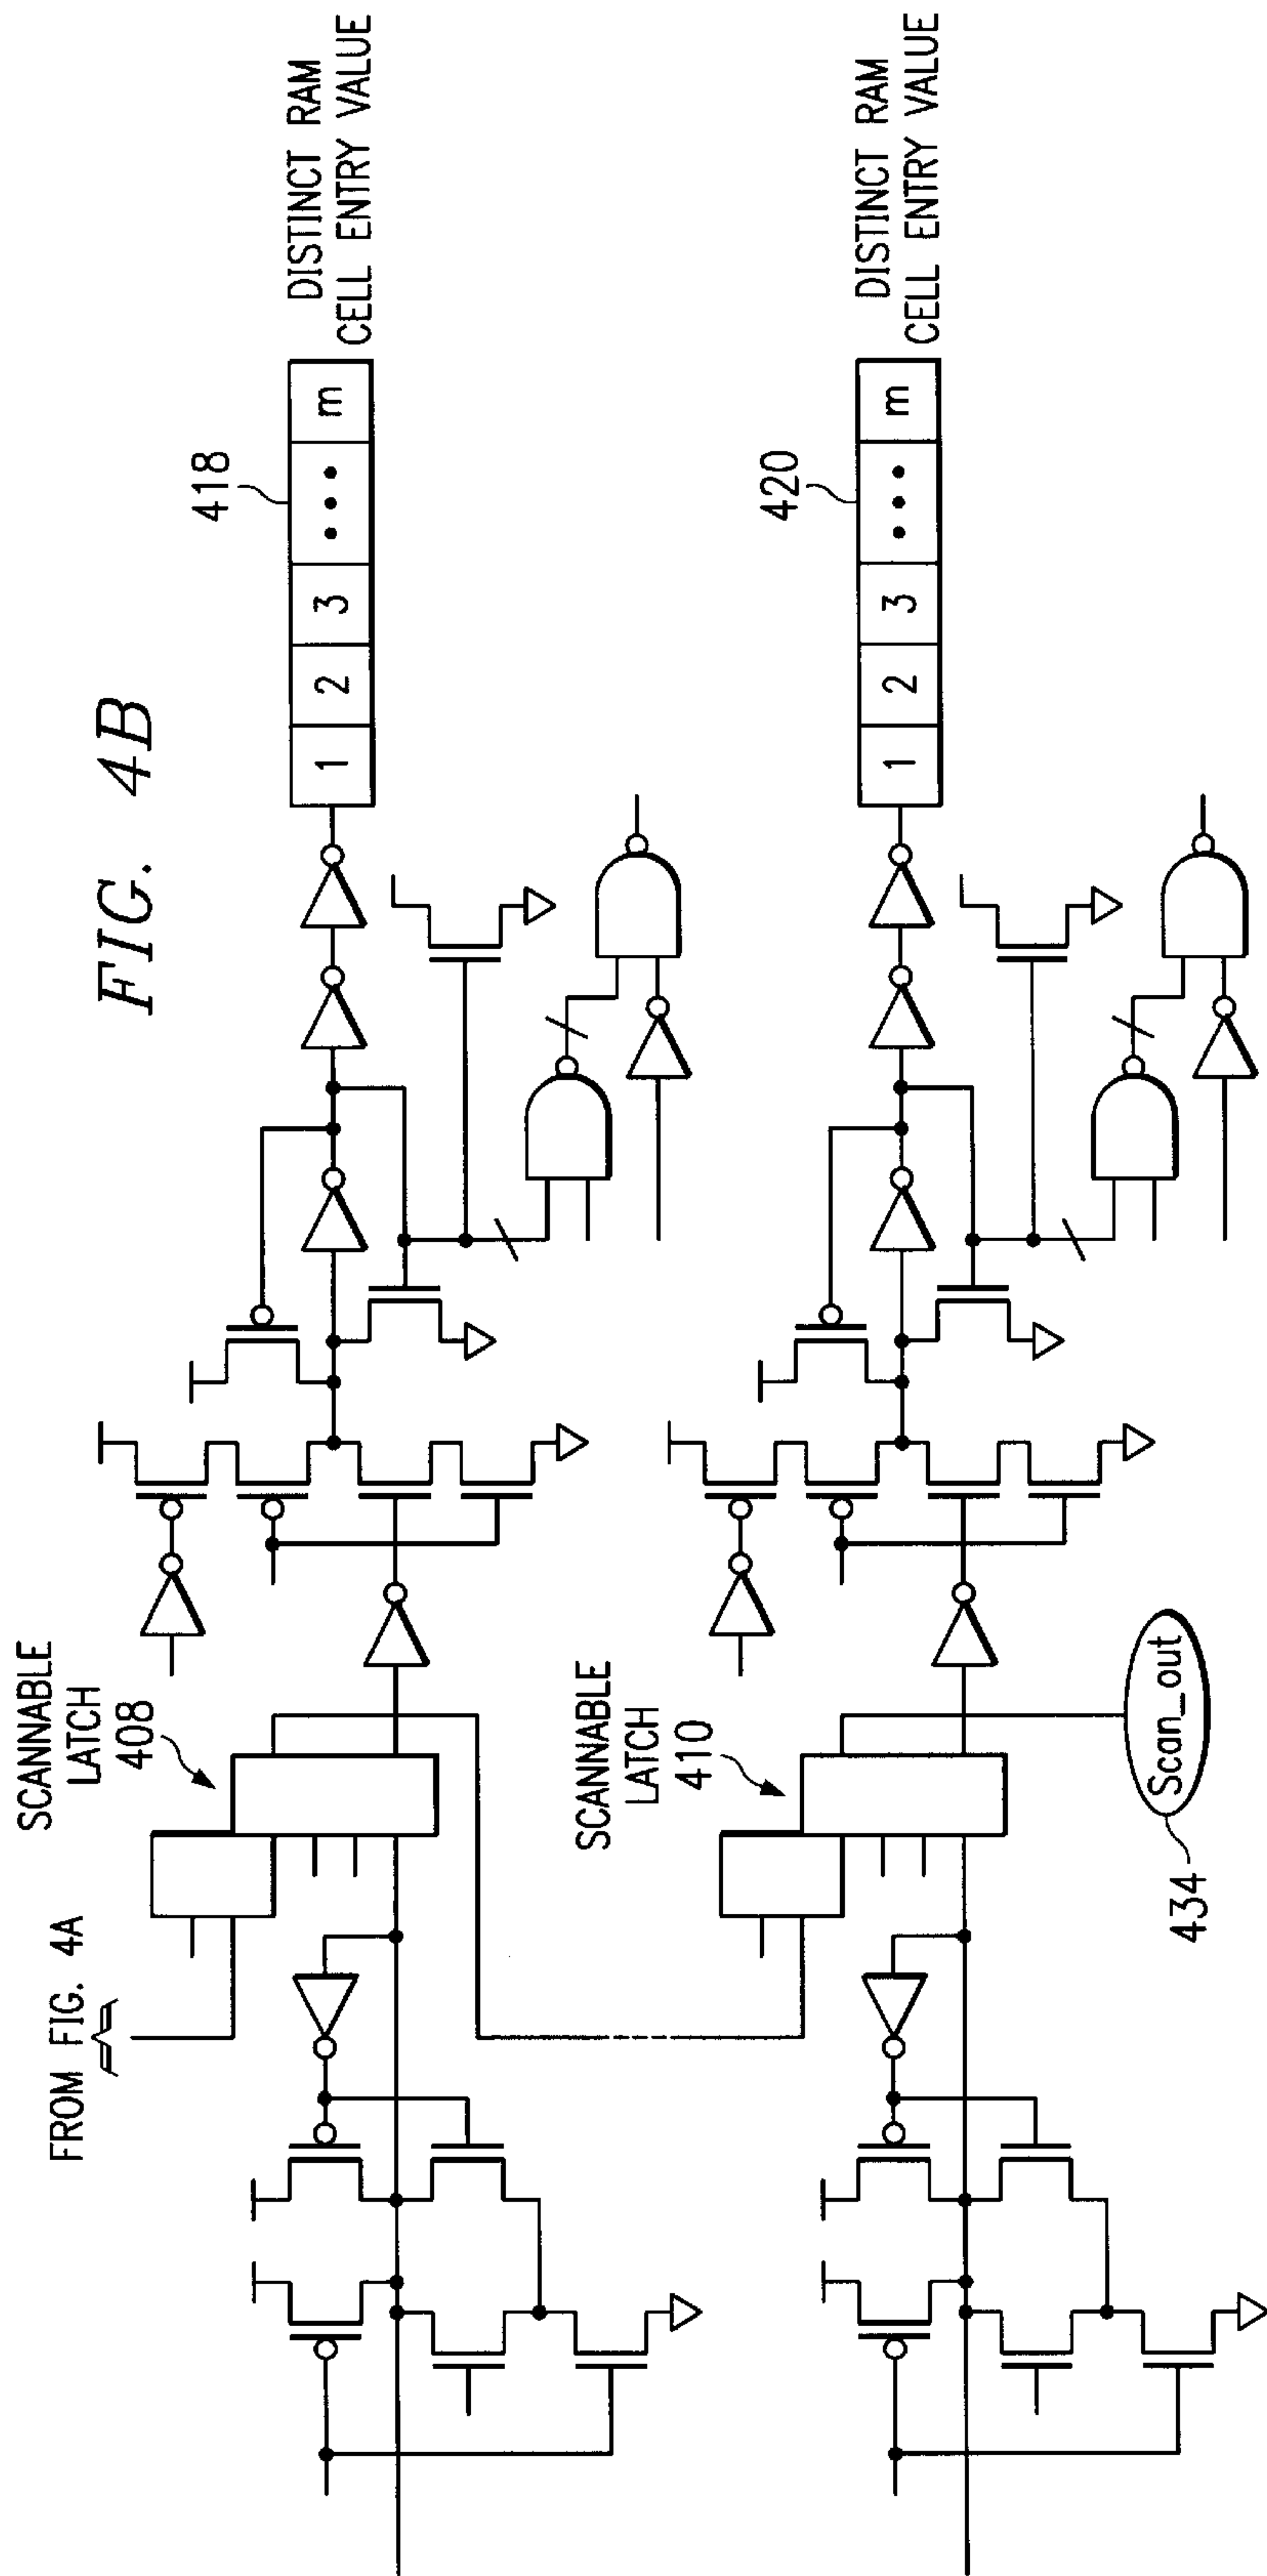 FIG. 4B
FROM FIG. 4A
SCANNABLE
LATCH
408
418
1 2 3 ••• m
DISTINCT RAM
CELL ENTRY VALUE
SCANNABLE
LATCH
410
420
1 2 3 ••• m
DISTINCT RAM
CELL ENTRY VALUE
Scan_out
434